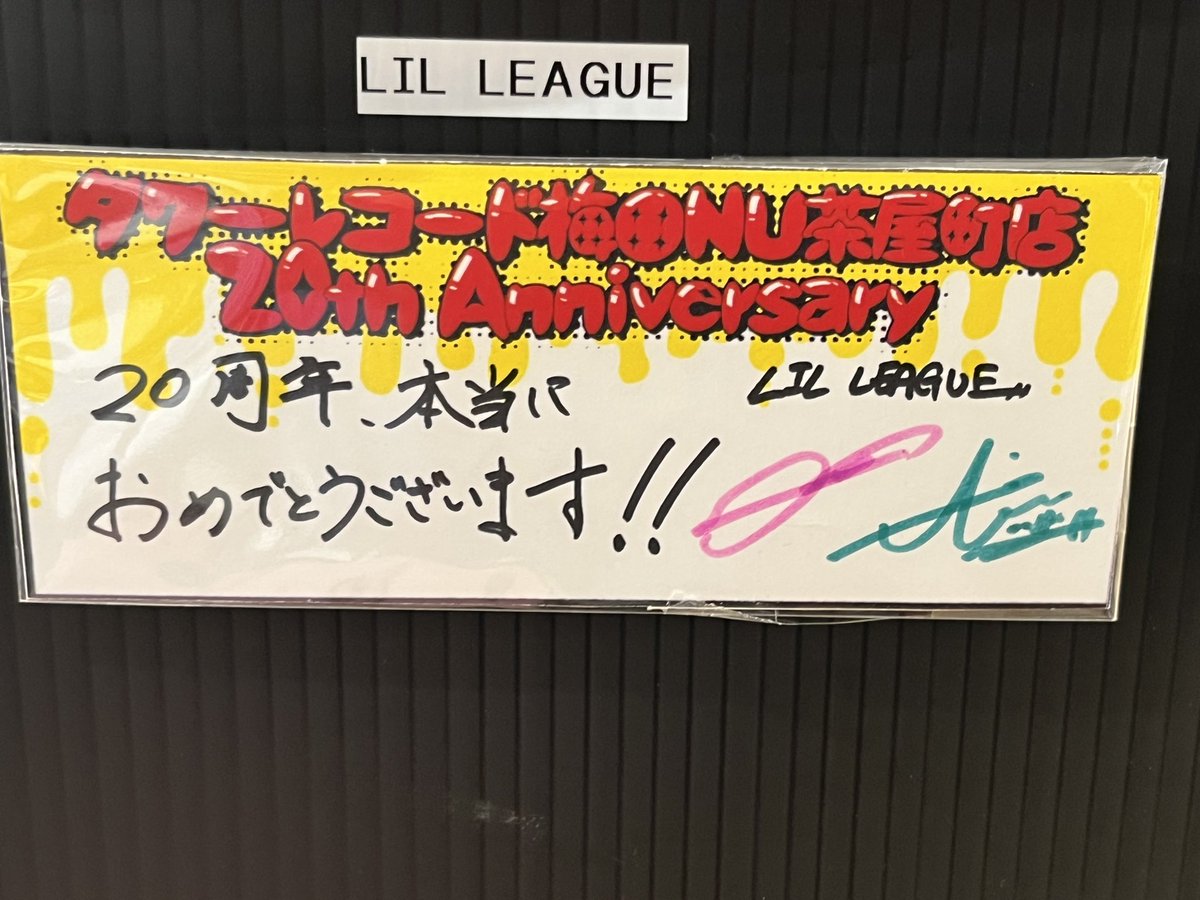 LIL LEAGUE
タワーレコード梅田NU茶屋町店
20th Anniversary
20周年、本当に
おめでとうございます!!
LIL LEAGUE